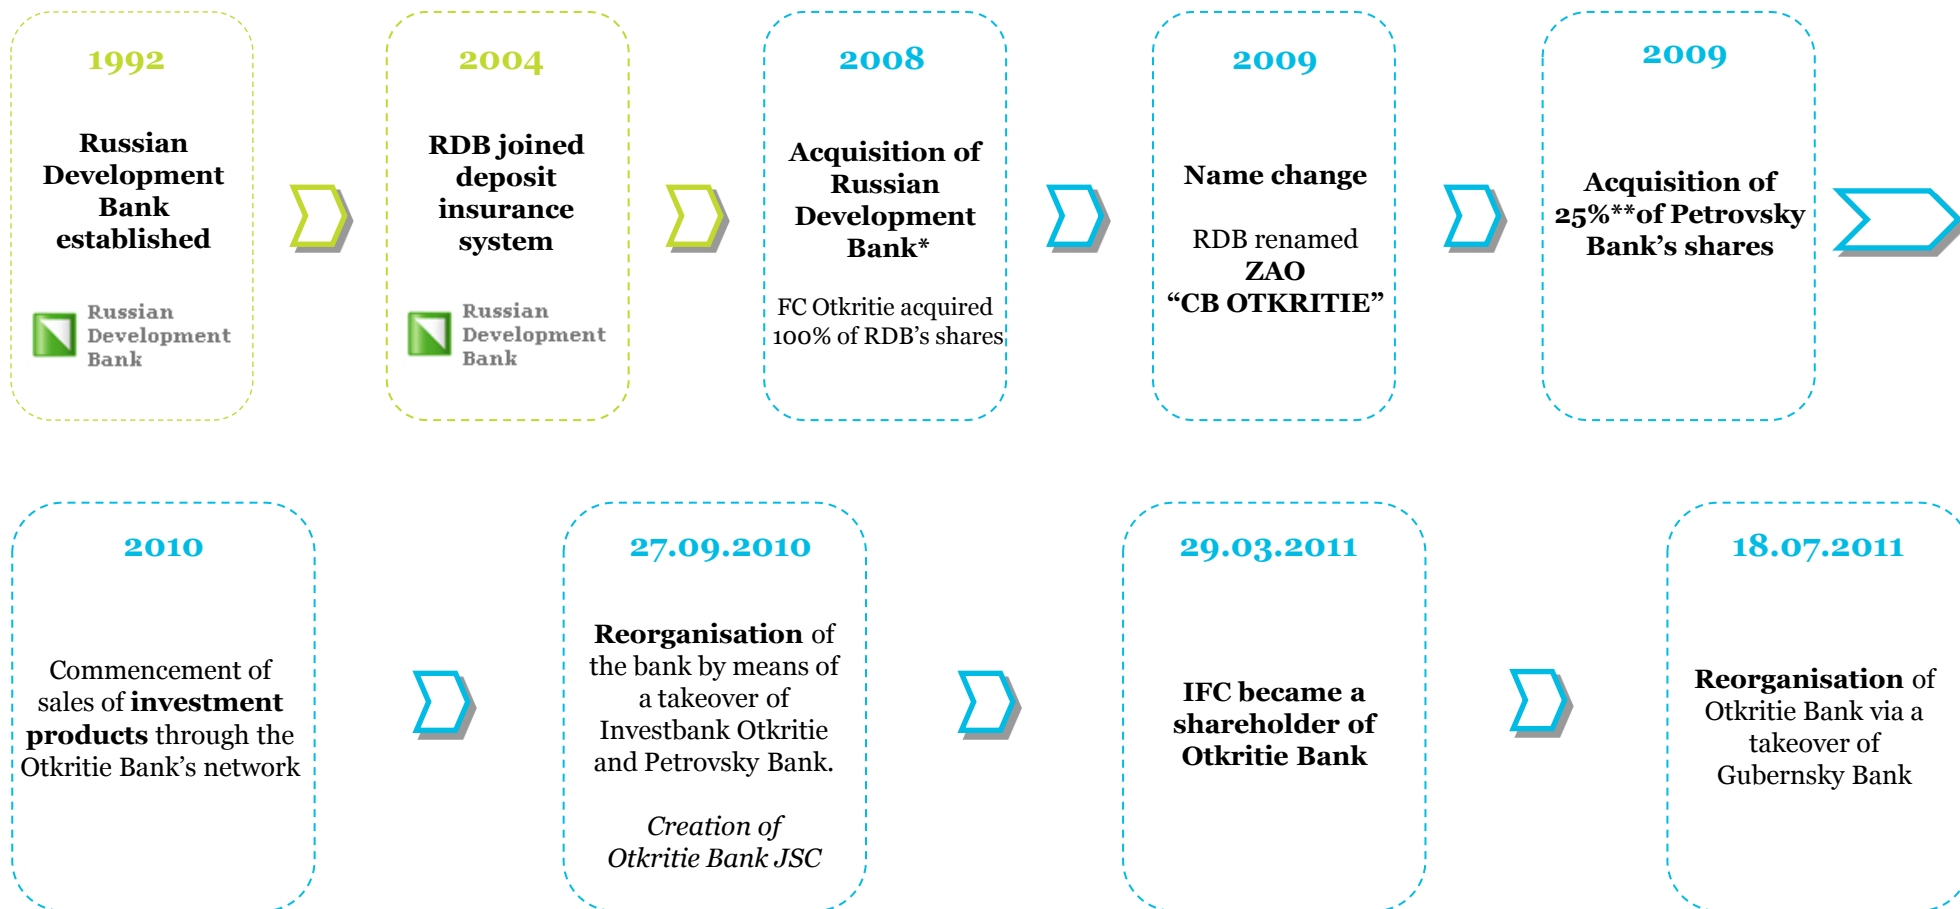 1992
Russian
Development
Bank
established
Russian
Development
Bank
2004
RDB joined
deposit
insurance
system
Russian
Development
Bank
2008
Acquisition of
Russian
Development
Bank*
FC Otkritie acquired
100% of RDB’s shares
2009
Name change
RDB renamed
ZAO
“CB OTKRITIE”
2009
Acquisition of
25%**of Petrovsky
Bank’s shares
2010
Commencement of
sales of investment
products through the
Otkritie Bank’s network
27.09.2010
Reorganisation of
the bank by means of
a takeover of
Investbank Otkritie
and Petrovsky Bank.
Creation of
Otkritie Bank JSC
29.03.2011
IFC became a
shareholder of
Otkritie Bank
18.07.2011
Reorganisation of
Otkritie Bank via a
takeover of
Gubernsky Bank